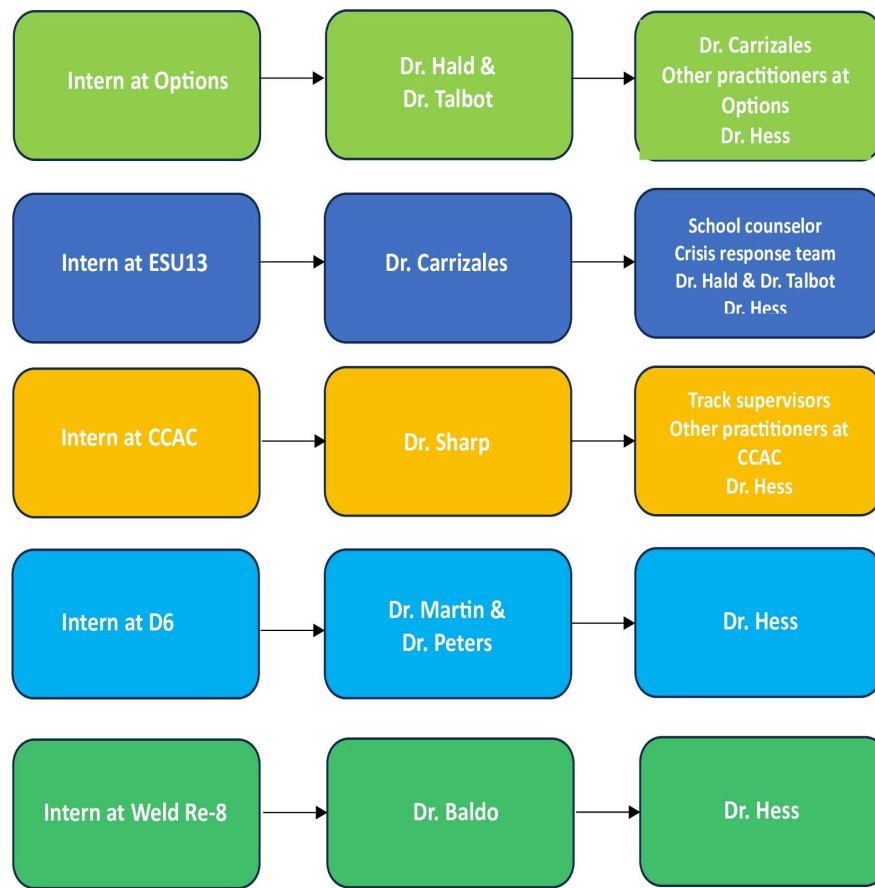 Intern at Options
Dr. Hald &
Dr. Talbot
Dr. Carrizales
Other practitioners at
Options
Dr. Hess
Intern at ESU13
Dr. Carrizales
School counselor
Crisis response team
Dr. Hald & Dr. Talbot
Dr. Hess
Intern at CCAC
Dr. Sharp
Track supervisors
Other practitioners at
CCAC
Dr. Hess
Intern at D6
Dr. Martin &
Dr. Peters
Dr. Hess
Intern at Weld Re-8
Dr. Baldo
Dr. Hess